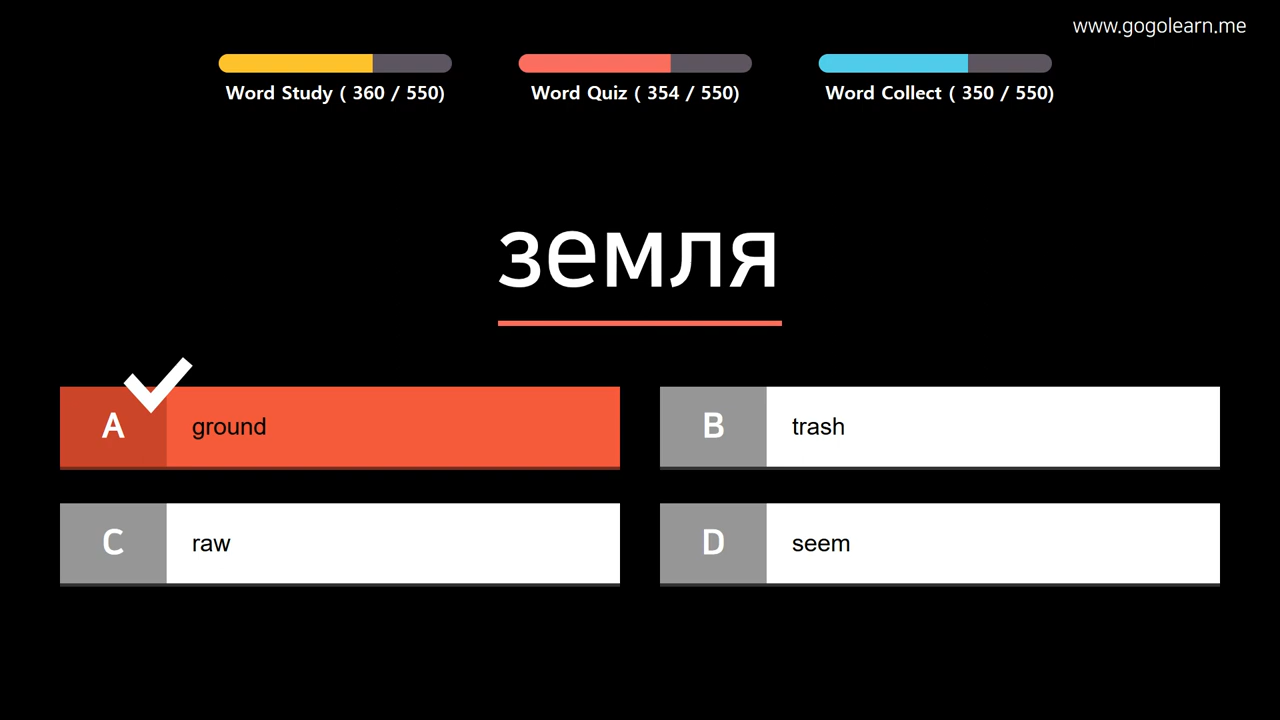 www.gogolearn.me
Word Study ( 360 / 550)
Word Quiz ( 354 / 550)
Word Collect ( 350 / 550)
земля
A ground
B trash
C raw
D seem